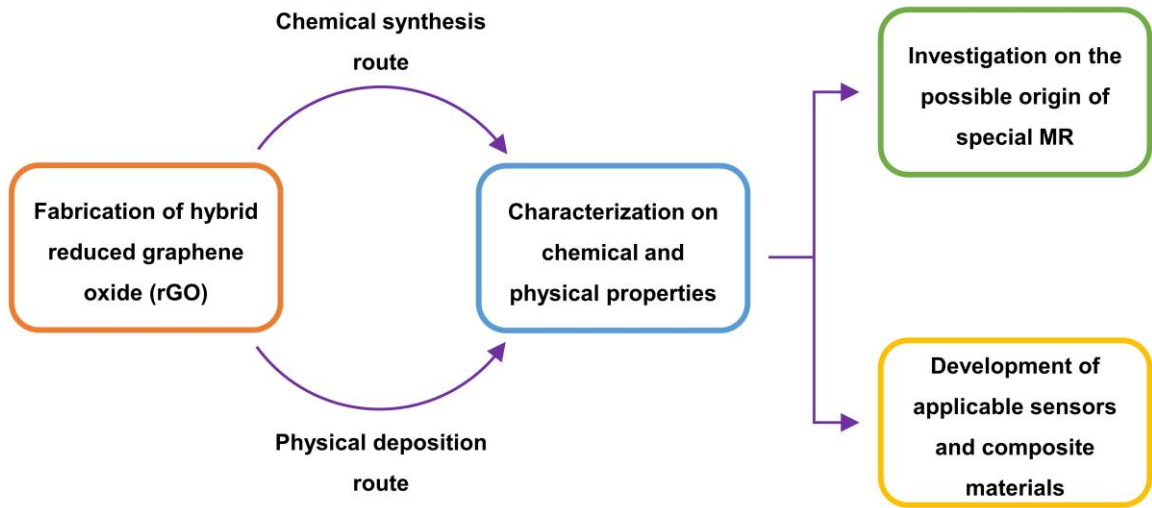 Chemical synthesis
route
Fabrication of hybrid
reduced graphene
oxide (rGO)
Physical deposition
route
Characterization on
chemical and
physical properties
Investigation on the
possible origin of
special MR
Development of
applicable sensors
and composite
materials